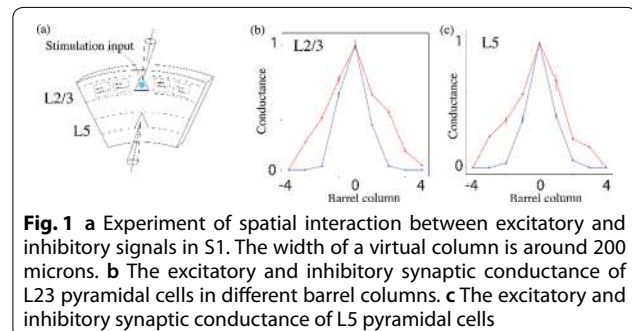 (a)
Stimulation input
L2/3
L5
(b)
L2/3
1
Conductance
0
-4
0
4
Barrel column
(c)
L5
1
Conductance
0
-4
0
4
Barrel column
Fig. 1 a Experiment of spatial interaction between excitatory and
inhibitory signals in S1. The width of a virtual column is around 200
microns. b The excitatory and inhibitory synaptic conductance of
L23 pyramidal cells in different barrel columns. c The excitatory and
inhibitory synaptic conductance of L5 pyramidal cells